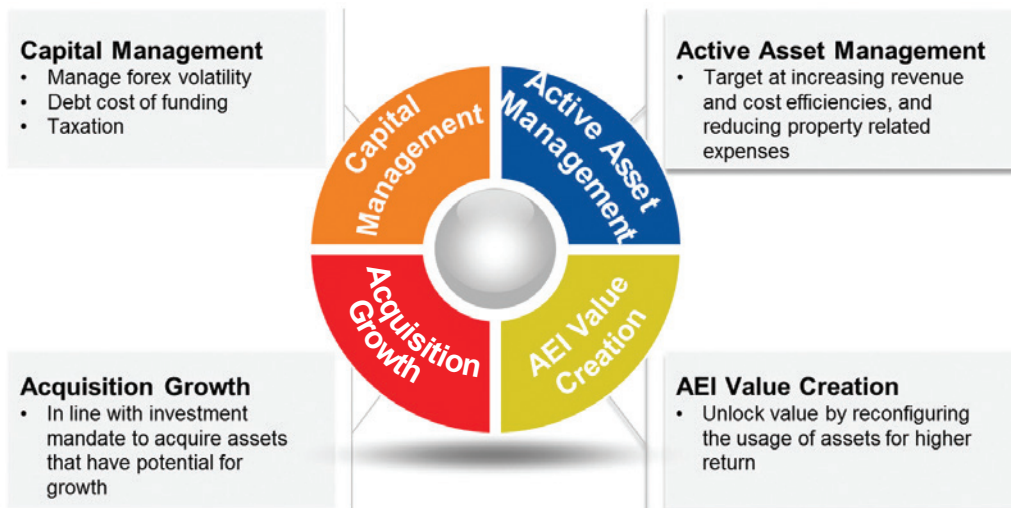 Capital Management
• Manage forex volatility
• Debt cost of funding
• Taxation
Active Asset Management
• Target at increasing revenue
and cost efficiencies, and
reducing property related
expenses
Capital
Management
Active Asset
Management
Acquisition
Growth
AEI Value
Creation
Acquisition Growth
• In line with investment
mandate to acquire assets
that have potential for
growth
AEI Value Creation
• Unlock value by reconfiguring
the usage of assets for higher
return